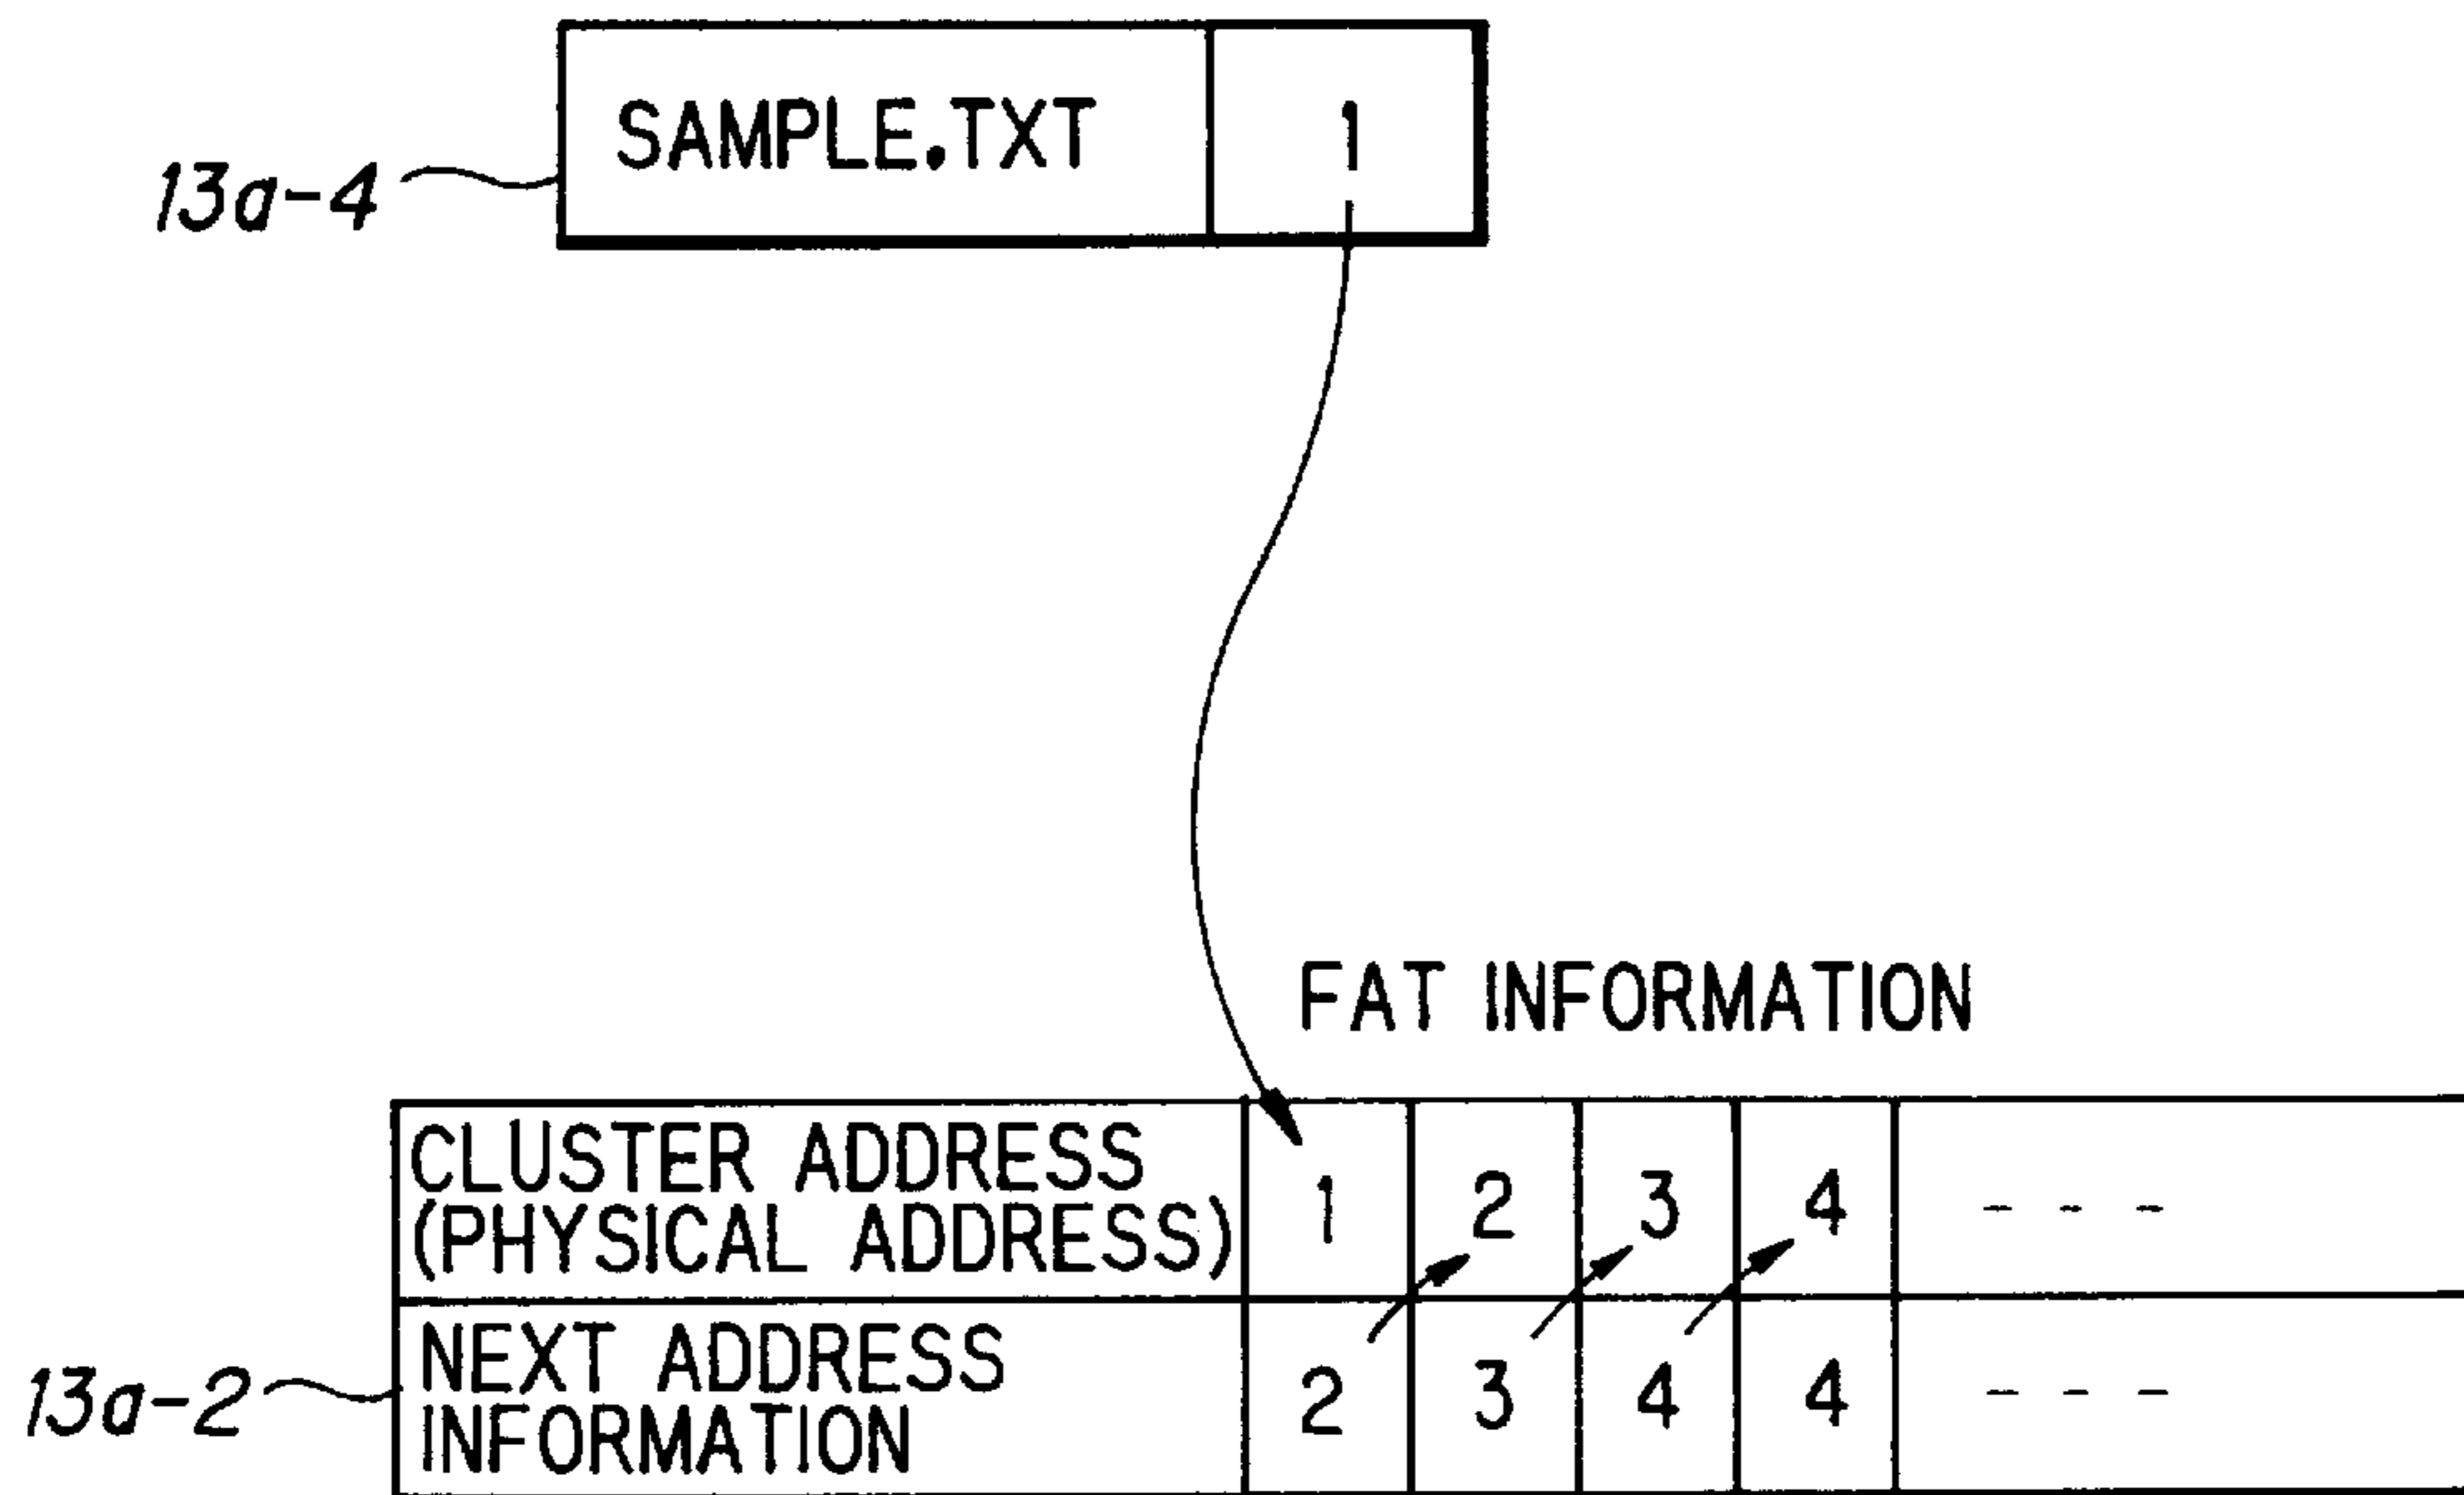 SAMPLE.TXT 1
13a-4
FAT INFORMATION
CLUSTER ADDRESS
(PHYSICAL ADDRESS) 1 2 3 4 - - -
NEXT ADDRESS
INFORMATION 2 3 4 4 - - -
13a-2